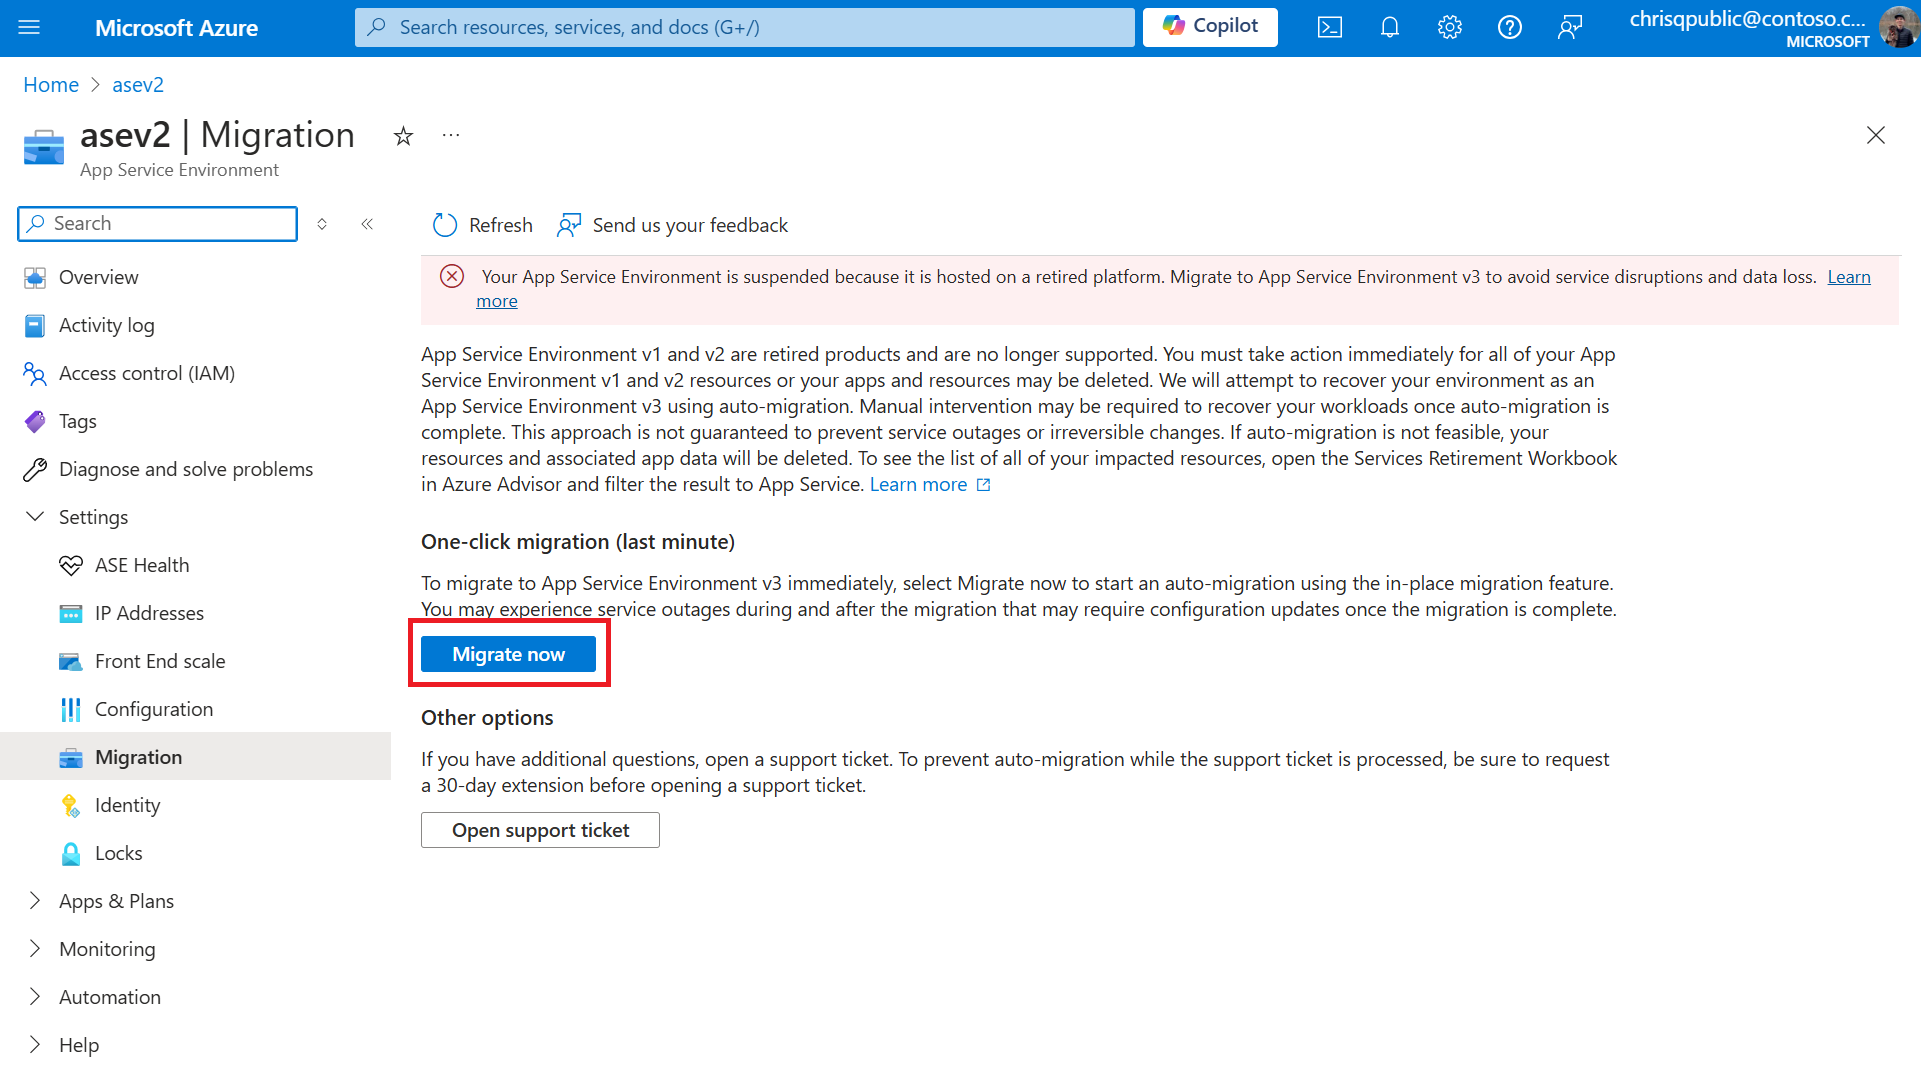 Microsoft Azure
Search resources, services, and docs (G+/)
Copilot
chrisqpublic@contoso.c...
MICROSOFT
Home > asev2
asev2 | Migration
App Service Environment
Search
Refresh
Send us your feedback
Your App Service Environment is suspended because it is hosted on a retired platform. Migrate to App Service Environment v3 to avoid service disruptions and data loss. Learn
more
Overview
Activity log
Access control (IAM)
Tags
Diagnose and solve problems
Settings
ASE Health
IP Addresses
Front End scale
Configuration
Migration
Identity
Locks
Apps & Plans
Monitoring
Automation
Help
App Service Environment v1 and v2 are retired products and are no longer supported. You must take action immediately for all of your App
Service Environment v1 and v2 resources or your apps and resources may be deleted. We will attempt to recover your environment as an
App Service Environment v3 using auto-migration. Manual intervention may be required to recover your workloads once auto-migration is
complete. This approach is not guaranteed to prevent service outages or irreversible changes. If auto-migration is not feasible, your
resources and associated app data will be deleted. To see the list of all of your impacted resources, open the Services Retirement Workbook
in Azure Advisor and filter the result to App Service. Learn more
One-click migration (last minute)
To migrate to App Service Environment v3 immediately, select Migrate now to start an auto-migration using the in-place migration feature.
You may experience service outages during and after the migration that may require configuration updates once the migration is complete.
Migrate now
Other options
If you have additional questions, open a support ticket. To prevent auto-migration while the support ticket is processed, be sure to request
a 30-day extension before opening a support ticket.
Open support ticket